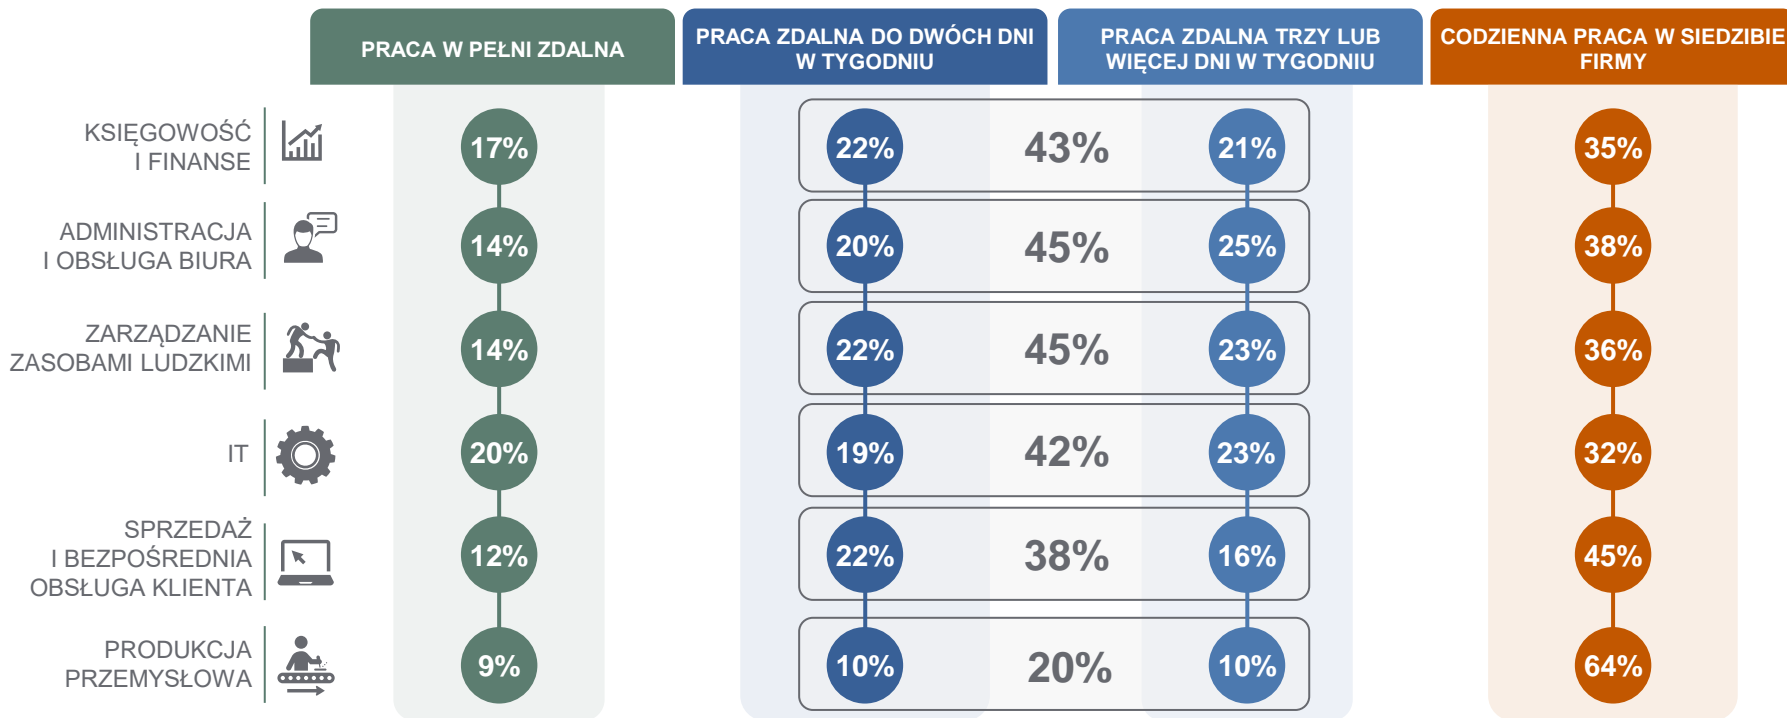 PRACA W PEŁNI ZDALNA
PRACA ZDALNA DO DWÓCH DNI
W TYGODNIU
PRACA ZDALNA TRZY LUB
WIĘCEJ DNI W TYGODNIU
CODZIENNA PRACA W SIEDZIBIE
FIRMY
KSIĘGOWOŚĆ
I FINANSE
17% 22% 43% 21% 35%
ADMINISTRACJA
I OBSŁUGA BIURA
14% 20% 45% 25% 38%
ZARZĄDZANIE
ZASOBAMI LUDZKIMI
14% 22% 45% 23% 36%
IT
20% 19% 42% 23% 32%
SPRZEDAŻ
I BEZPOŚREDNIA
OBSŁUGA KLIENTA
12% 22% 38% 16% 45%
PRODUKCJA
PRZEMYSŁOWA
9% 10% 20% 10% 64%